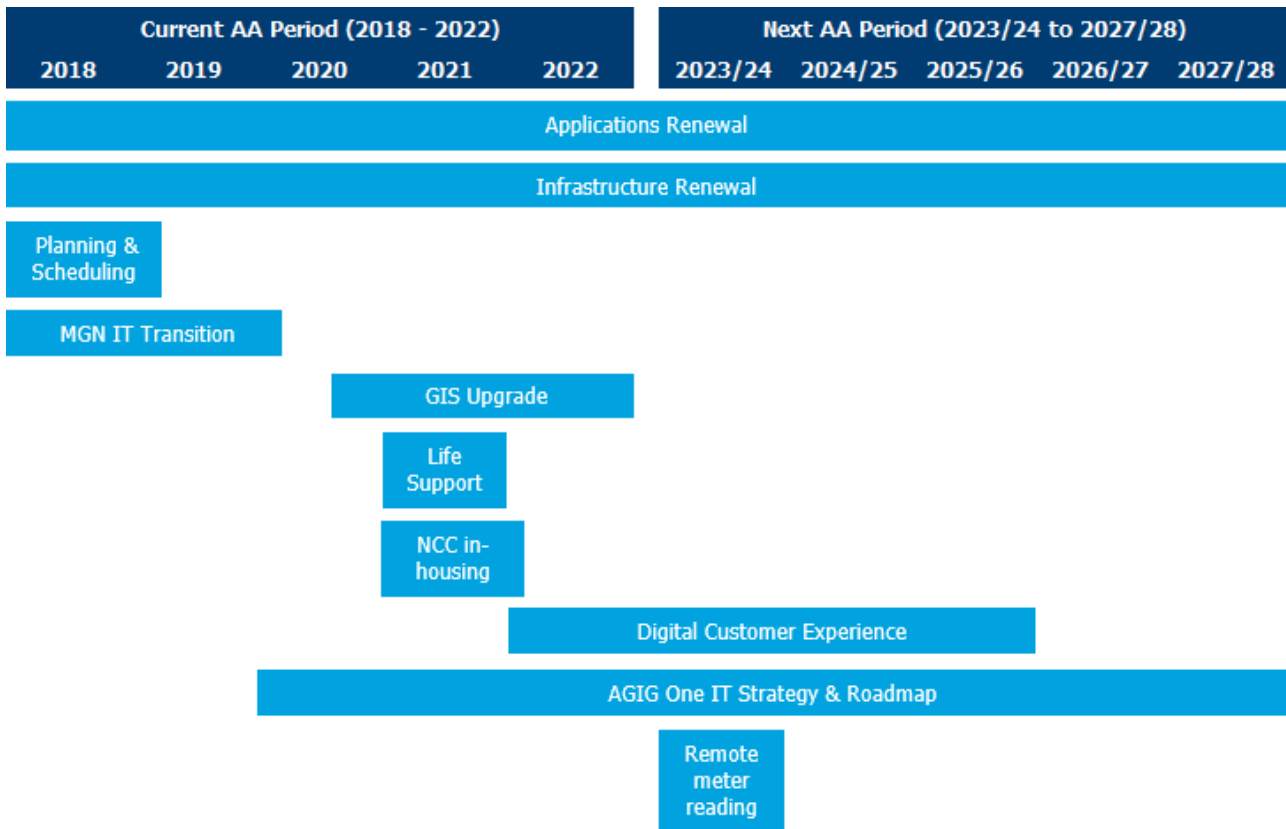 Current AA Period (2018 - 2022)
Next AA Period (2023/24 to 2027/28)
2018 2019 2020 2021 2022
2023/24 2024/25 2025/26 2026/27 2027/28
Applications Renewal
Infrastructure Renewal
Planning &
Scheduling
MGN IT Transition
GIS Upgrade
Life
Support
NCC in-
housing
Digital Customer Experience
AGIG One IT Strategy & Roadmap
Remote
meter
reading